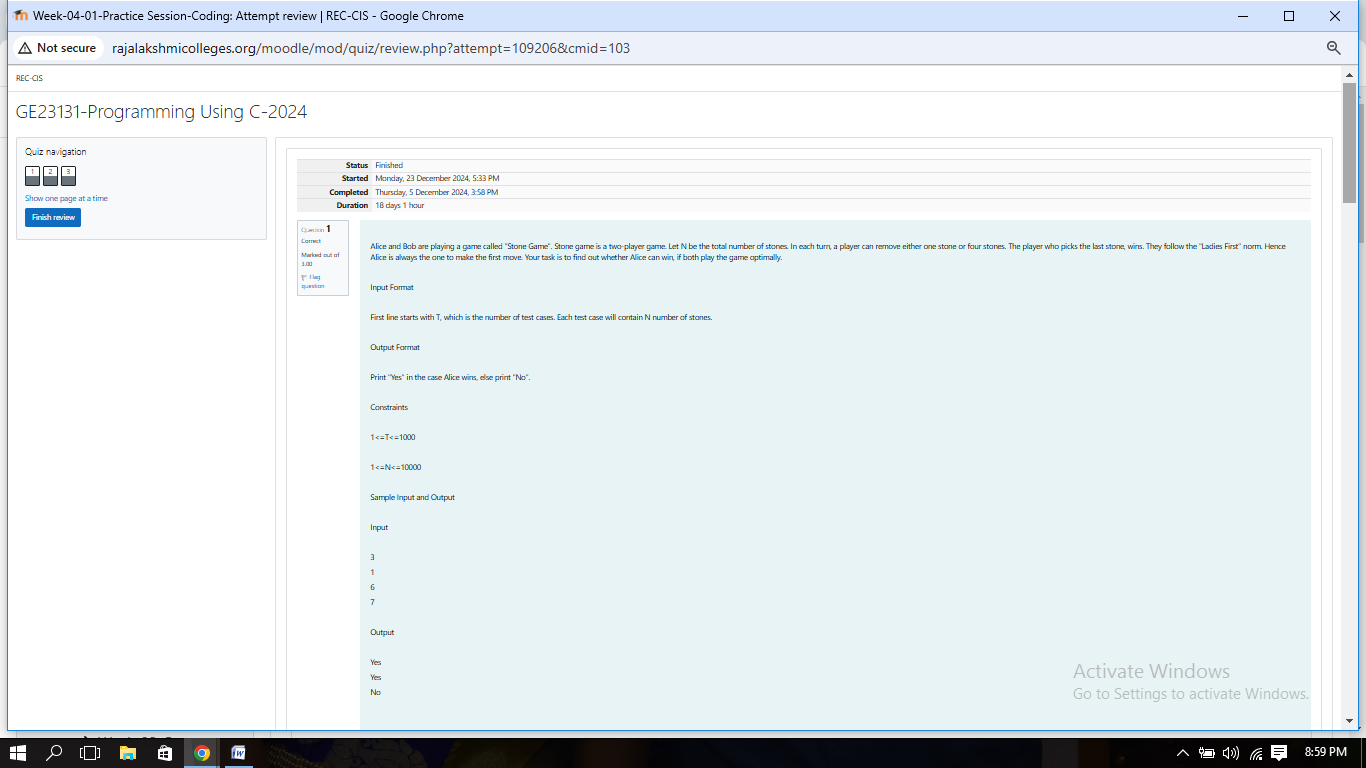 Week-04-01-Practice Session-Coding: Attempt review | REC-CIS - Google Chrome
Not secure rajalakshmicolleges.org/moodle/mod/quiz/review.php?attempt=109206&cmid=103
REC-CIS
GE23131-Programming Using C-2024
Quiz navigation
1 2 3
Show one page at a time
Finish review
Status Finished
Started Monday, 23 December 2024, 5:33 PM
Completed Thursday, 5 December 2024, 3:58 PM
Duration 18 days 1 hour
Question 1
Correct
Marked out of
3.00
Flag
question
Alice and Bob are playing a game called "Stone Game". Stone game is a two-player game. Let N be the total number of stones. In each turn, a player can remove either one stone or four stones. The player who picks the last stone, wins. They follow the "Ladies First" norm. Hence
Alice is always the one to make the first move. Your task is to find out whether Alice can win, if both play the game optimally.
Input Format
First line starts with T, which is the number of test cases. Each test case will contain N number of stones.
Output Format
Print "Yes" in the case Alice wins, else print "No".
Constraints
1<=T<=1000
1<=N<=10000
Sample Input and Output
Input
3
1
6
7
Output
Yes
Yes
No
Activate Windows
Go to Settings to activate Windows.
8:59 PM